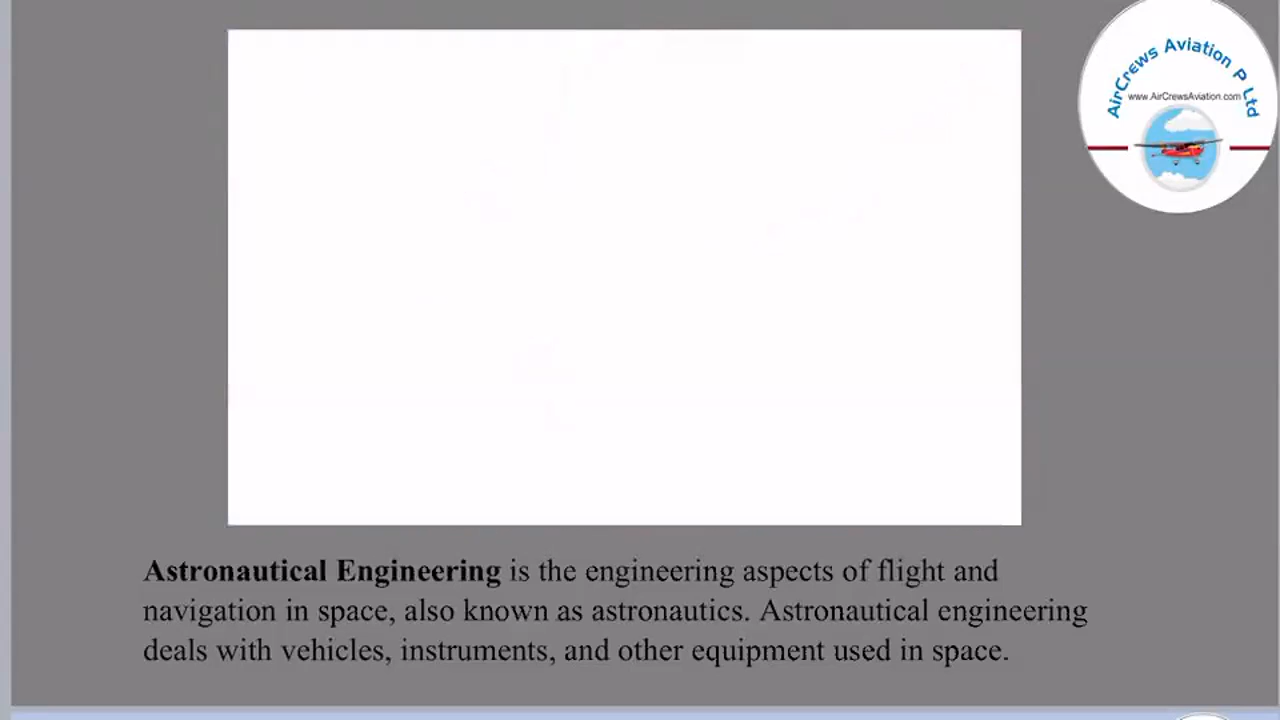 AirCrews Aviation P Ltd
www.AirCrewsAviation.com
Astronautical Engineering is the engineering aspects of flight and
navigation in space, also known as astronautics. Astronautical engineering
deals with vehicles, instruments, and other equipment used in space.